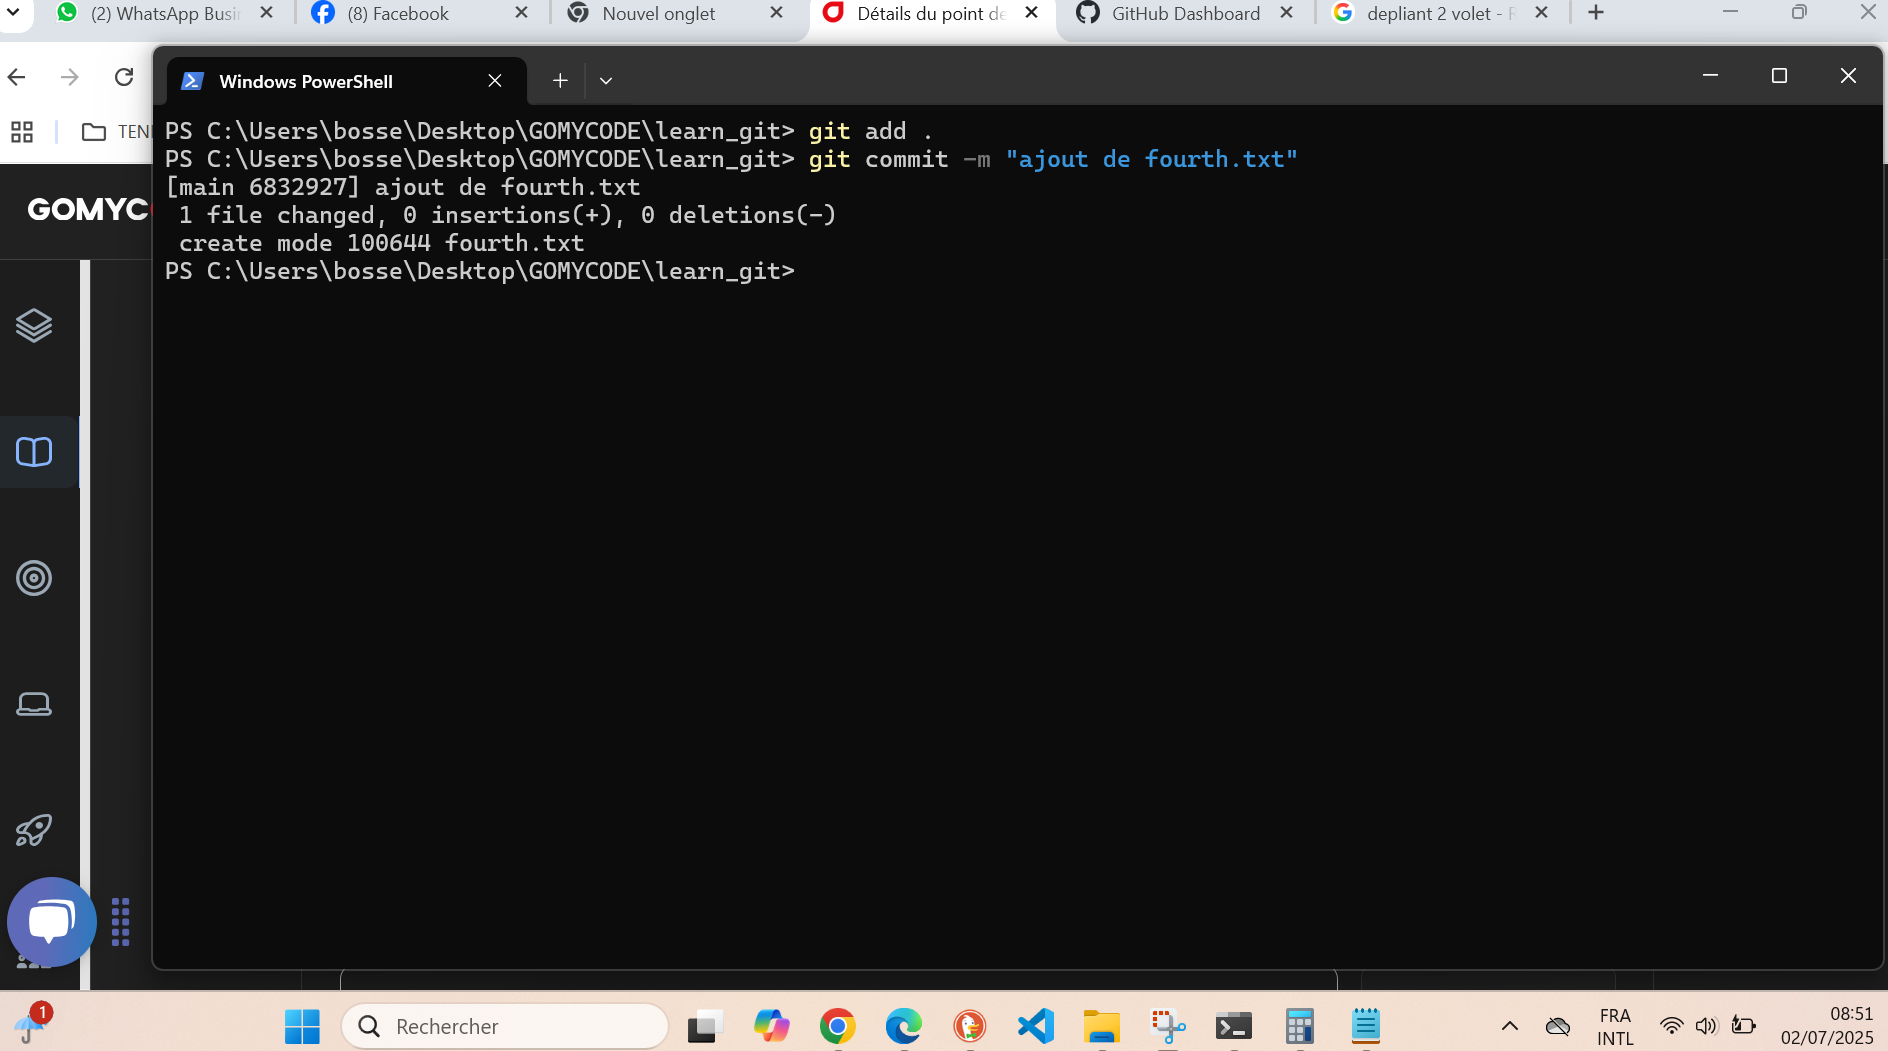 (2) WhatsApp Busi
(8) Facebook
Nouvel onglet
Détails du point de
GitHub Dashboard
depliant 2 volet - R
Windows PowerShell
TEN
GOMYC
PS C:\Users\bosse\Desktop\GOMYCODE\learn_git> git add .
PS C:\Users\bosse\Desktop\GOMYCODE\learn_git> git commit -m "ajout de fourth.txt"
[main 6832927] ajout de fourth.txt
 1 file changed, 0 insertions(+), 0 deletions(-)
 create mode 100644 fourth.txt
PS C:\Users\bosse\Desktop\GOMYCODE\learn_git>
1
Rechercher
FRA
INTL
08:51
02/07/2025